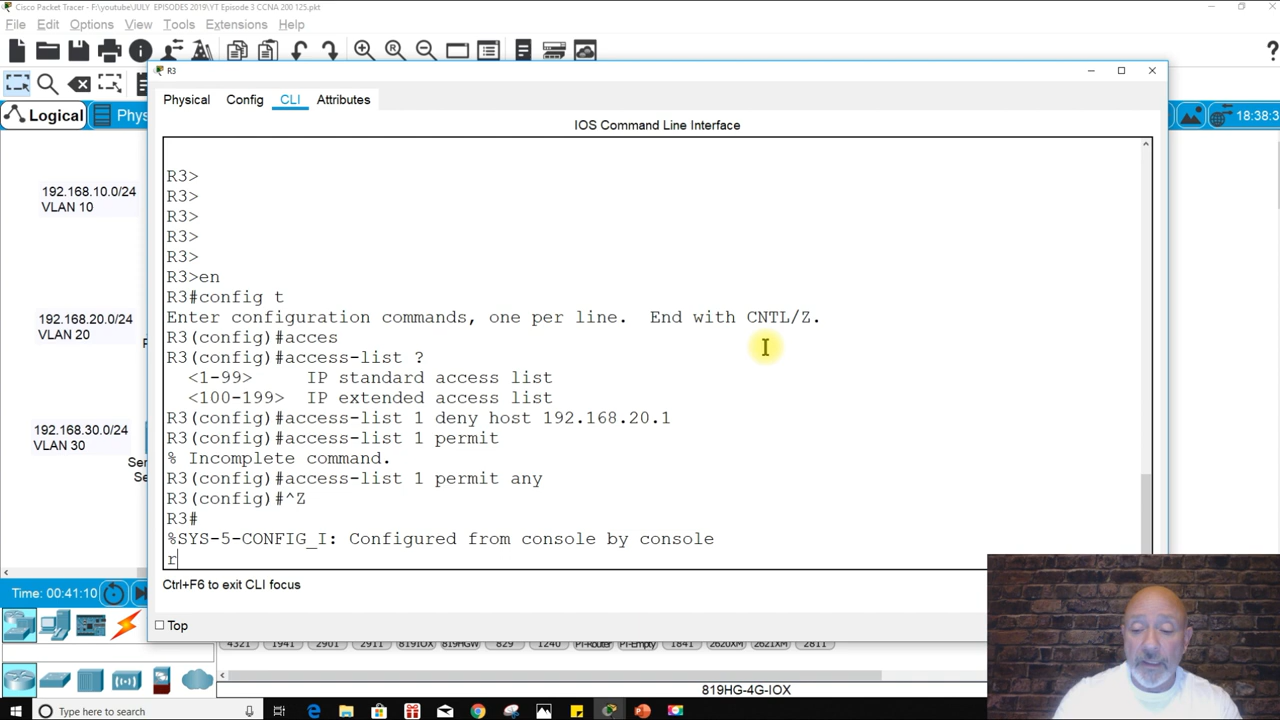 Cisco Packet Tracer - F:\youtube\JULY EPISODES 2019\YT Episode 3 CCNA 200 125.pkt
File Edit Options View Tools Extensions Help
R3
Logical
Phys
18:38:3
Physical Config CLI Attributes
IOS Command Line Interface
192.168.10.0/24
VLAN 10
192.168.20.0/24
VLAN 20
192.168.30.0/24
VLAN 30
Ser
Se
R3>
R3>
R3>
R3>
R3>
R3>en
R3#config t
Enter configuration commands, one per line.  End with CNTL/Z.
R3(config)#acces
R3(config)#access-list ?
<1-99>     IP standard access list
<100-199>  IP extended access list
R3(config)#access-list 1 deny host 192.168.20.1
R3(config)#access-list 1 permit
% Incomplete command.
R3(config)#access-list 1 permit any
R3(config)#^Z
R3#
%SYS-5-CONFIG_I: Configured from console by console
r
Ctrl+F6 to exit CLI focus
Time: 00:41:10
Top
4321 1941 2901 2911 819IOX 819HGW 829 1240 PT-Router PT-Empty 1841 2620XM 2621XM 2811
819HG-4G-IOX
Type here to search